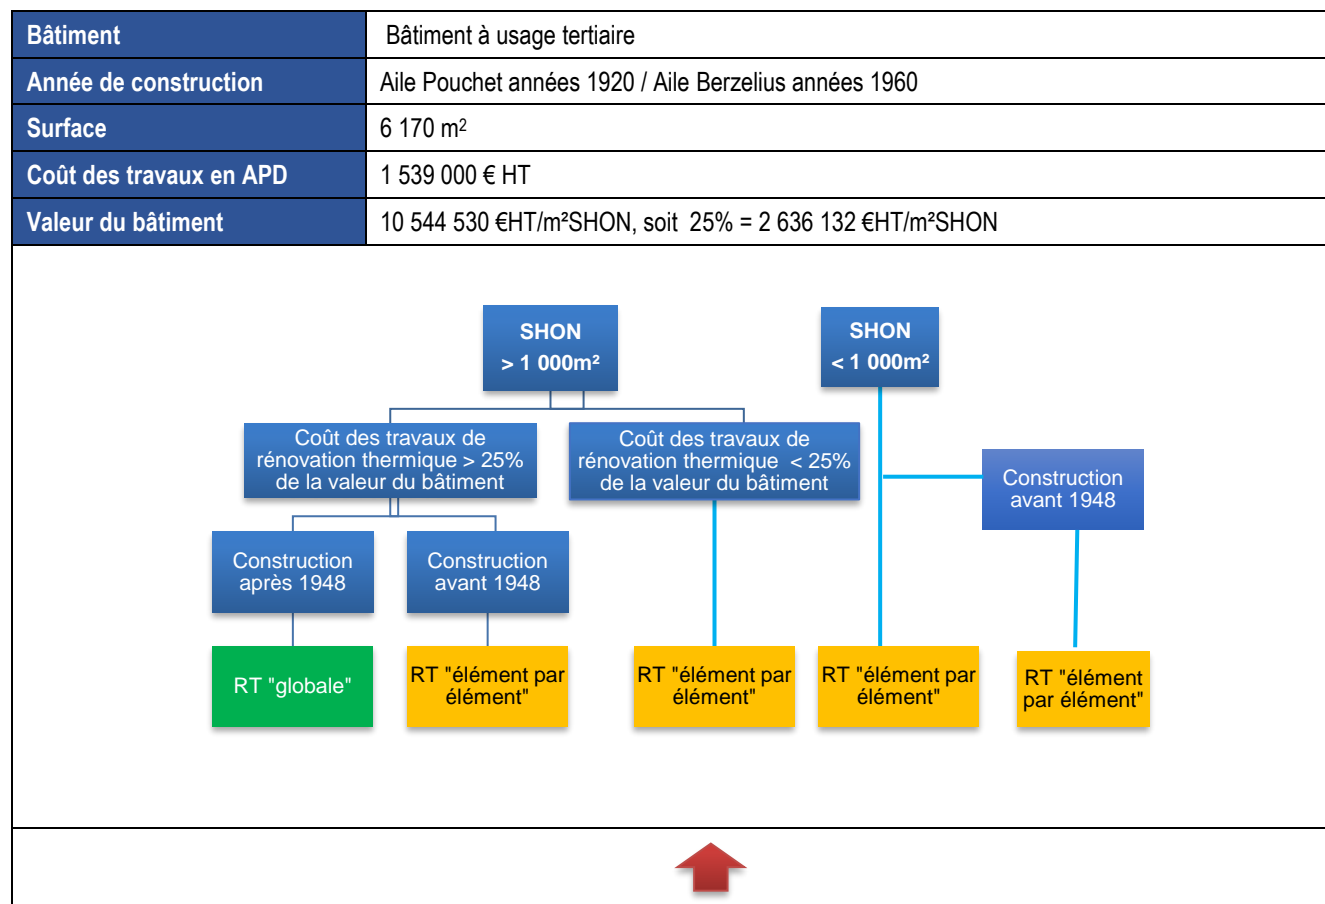 Bâtiment
Bâtiment à usage tertiaire
Année de construction
Aile Pouchet années 1920 / Aile Berzelius années 1960
Surface
6 170 m²
Coût des travaux en APD
1 539 000 € HT
Valeur du bâtiment
10 544 530 €HT/m²SHON, soit 25% = 2 636 132 €HT/m²SHON
SHON
> 1 000m²
SHON
< 1 000m²
Coût des travaux de
rénovation thermique > 25%
de la valeur du bâtiment
Coût des travaux de
rénovation thermique < 25%
de la valeur du bâtiment
Construction
avant 1948
Construction
après 1948
Construction
avant 1948
RT "globale"
RT "élément par
élément"
RT "élément par
élément"
RT "élément par
élément"
RT "élément
par élément"